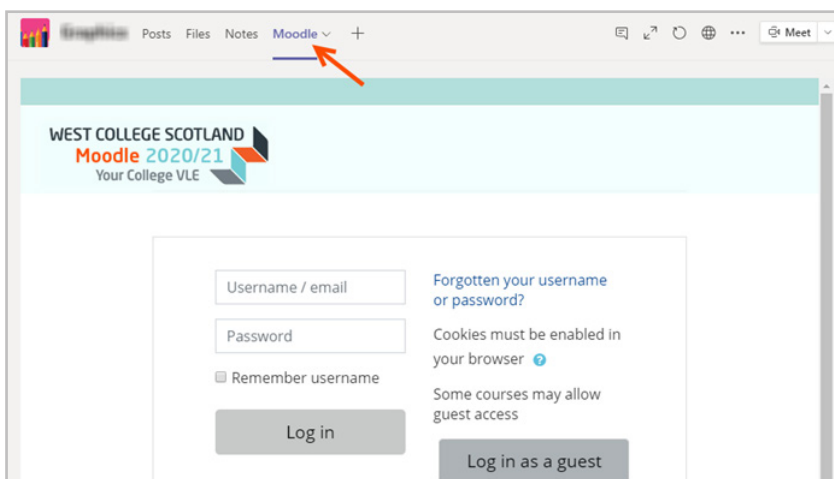 Posts Files Notes Moodle
Meet
WEST COLLEGE SCOTLAND
Moodle 2020/21
Your College VLE
Username / email
Password
Remember username
Log in
Forgotten your username
or password?
Cookies must be enabled in
your browser ?
Some courses may allow
guest access
Log in as a guest